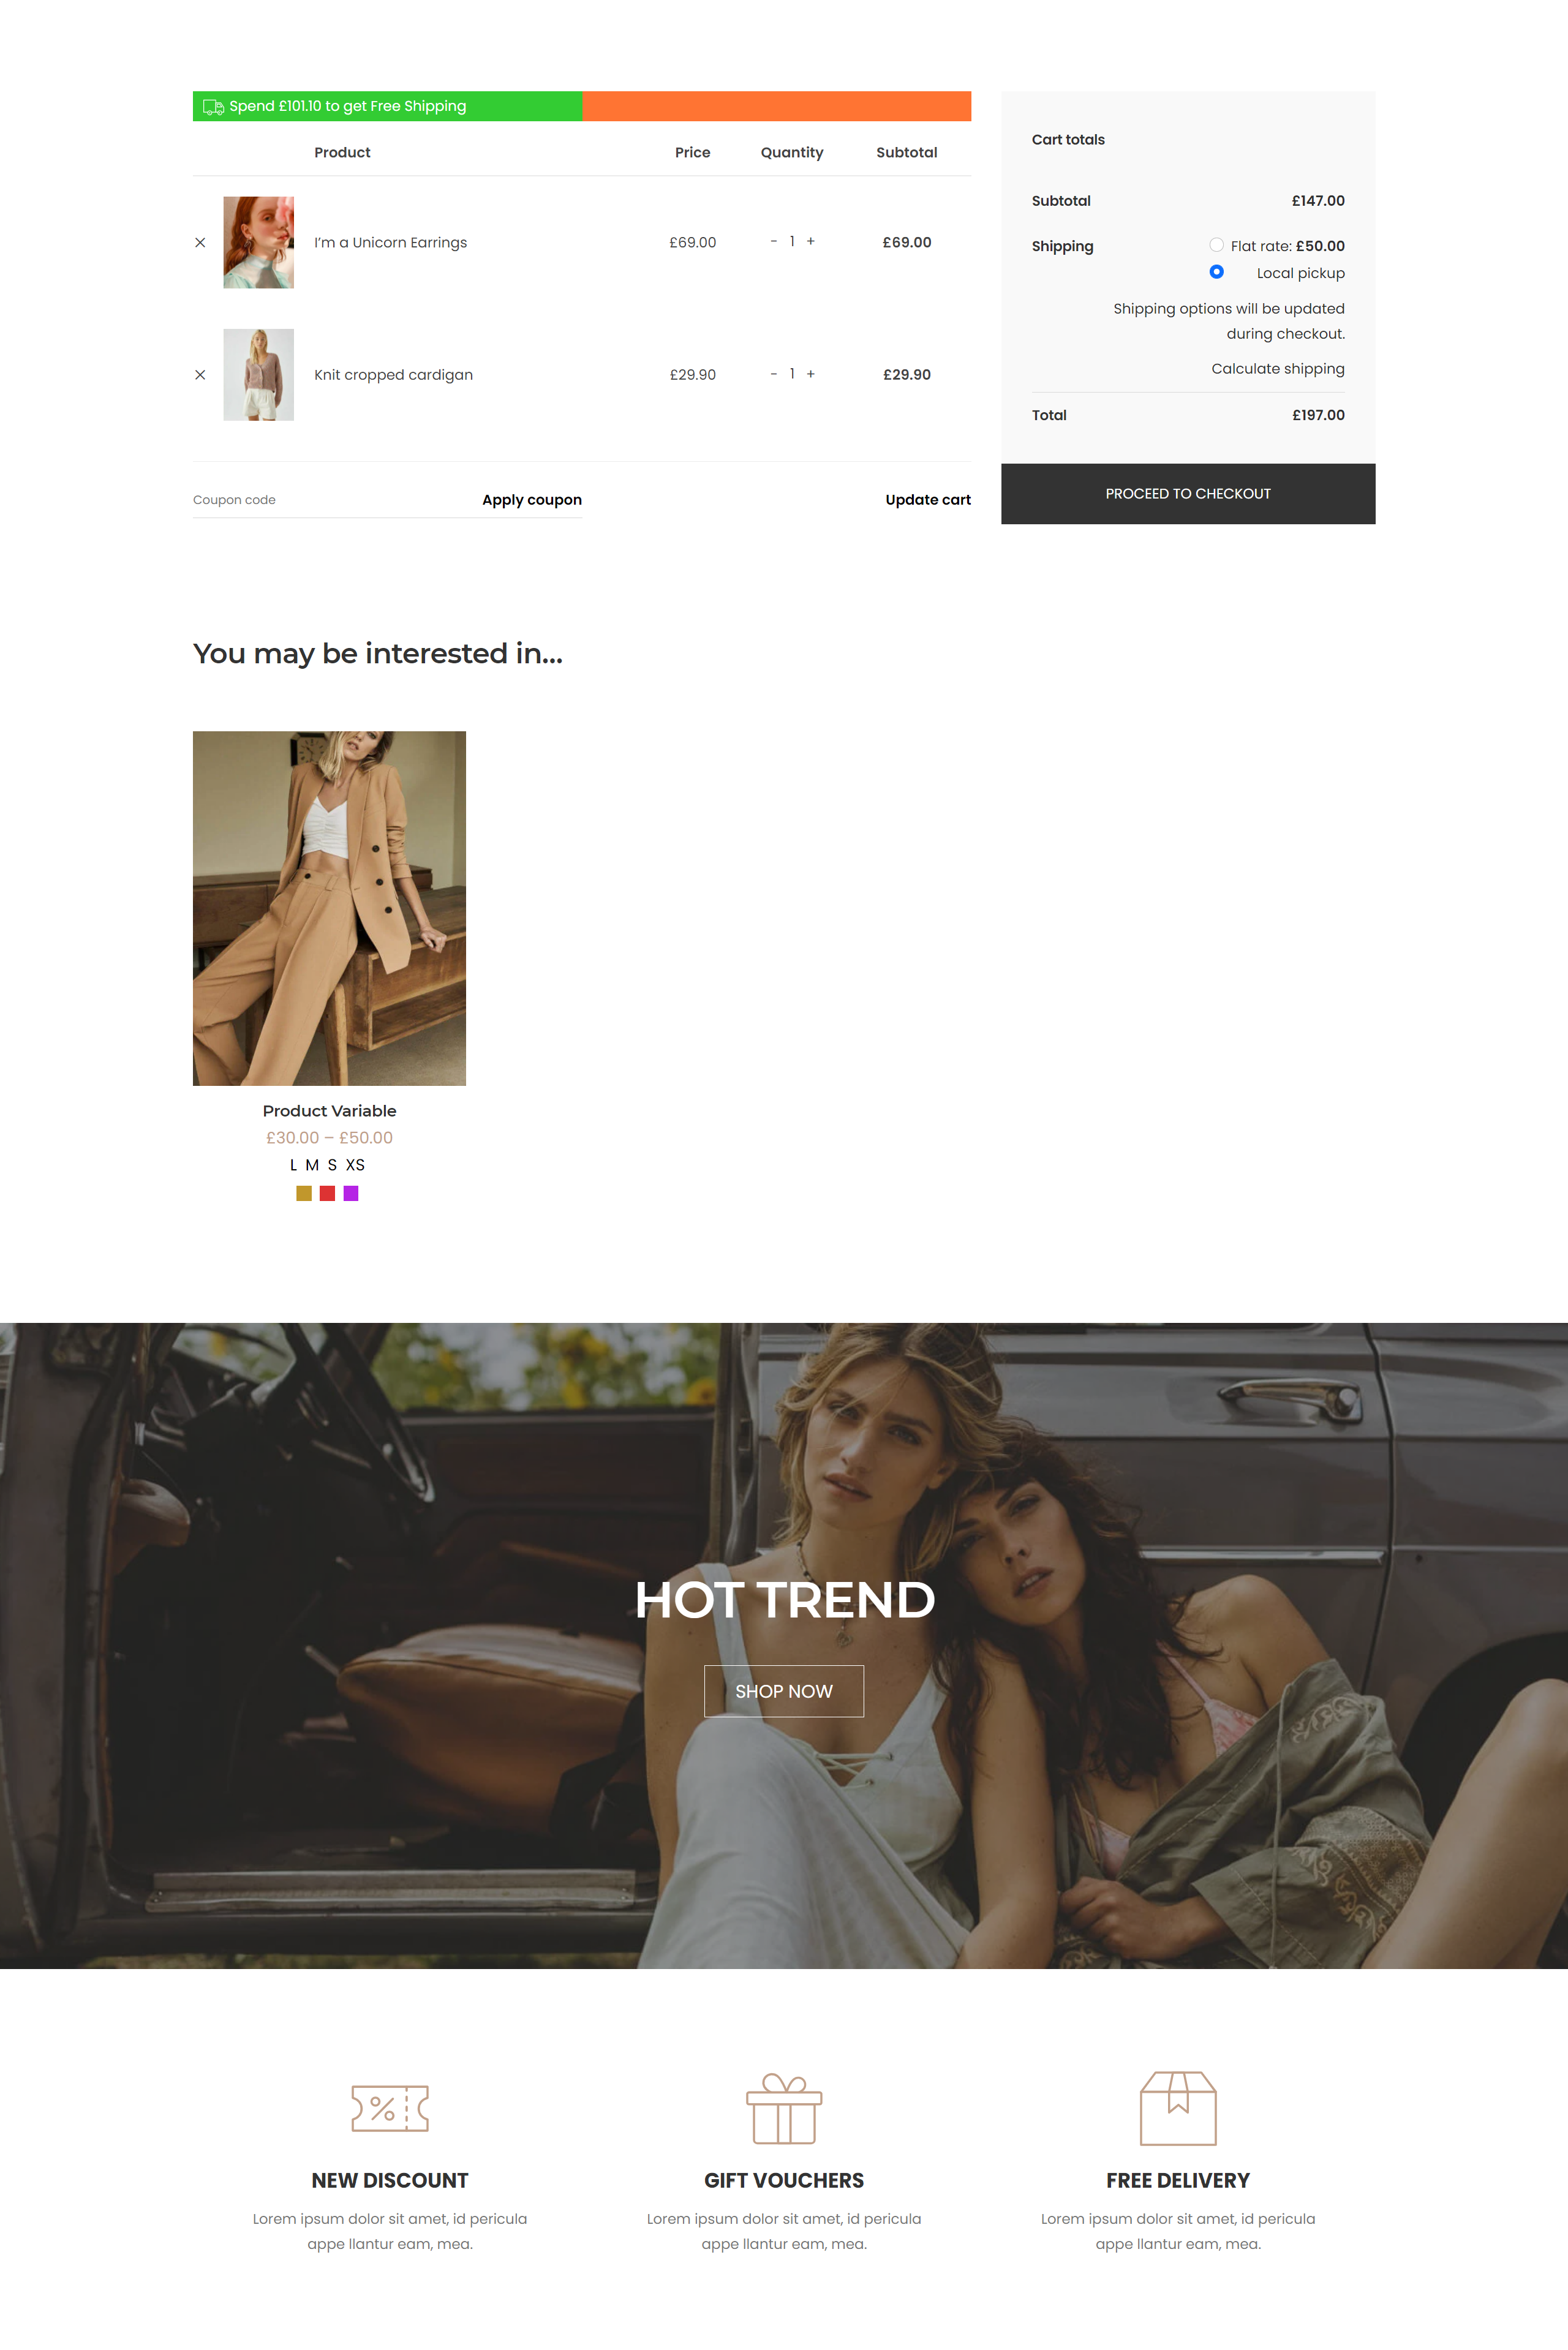 Spend £101.10 to get Free Shipping
Product Price Quantity Subtotal
I’m a Unicorn Earrings £69.00 - 1 + £69.00
Knit cropped cardigan £29.90 - 1 + £29.90
Coupon code Apply coupon Update cart
Cart totals
Subtotal £147.00
Shipping Flat rate: £50.00
Local pickup
Shipping options will be updated
during checkout.
Calculate shipping
Total £197.00
PROCEED TO CHECKOUT
You may be interested in...
Product Variable
£30.00 – £50.00
L M S XS
HOT TREND
SHOP NOW
NEW DISCOUNT
Lorem ipsum dolor sit amet, id pericula
appe llantur eam, mea.
GIFT VOUCHERS
Lorem ipsum dolor sit amet, id pericula
appe llantur eam, mea.
FREE DELIVERY
Lorem ipsum dolor sit amet, id pericula
appe llantur eam, mea.